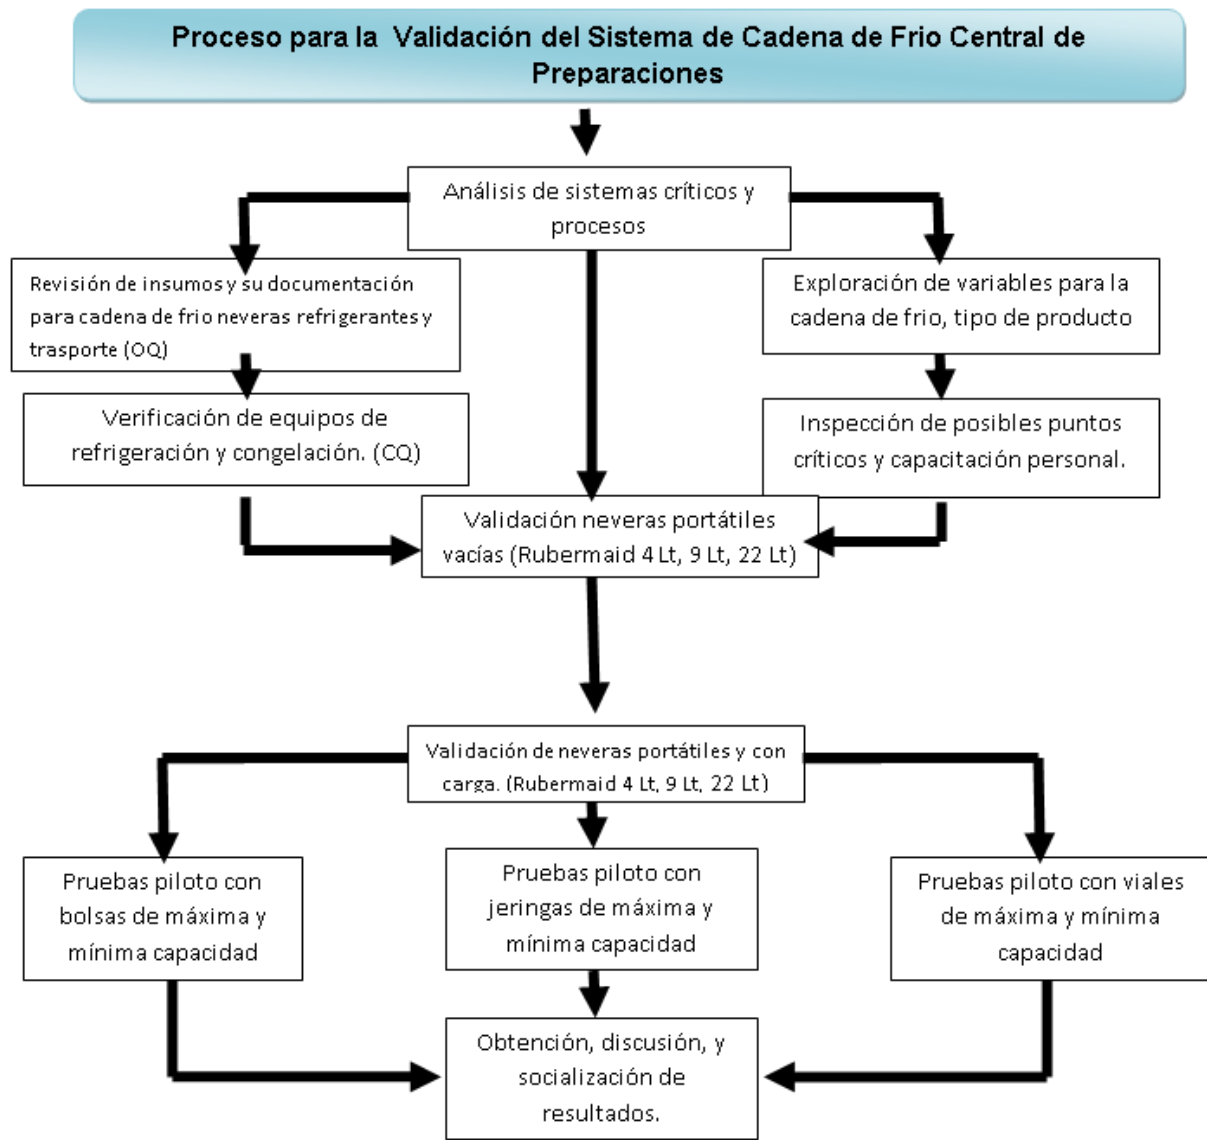 Proceso para la Validación del Sistema de Cadena de Frio Central de
Preparaciones
Análisis de sistemas críticos y
procesos
Revisión de insumos y su documentación
para cadena de frio neveras refrigerantes y
trasporte (OQ)
Exploración de variables para la
cadena de frio, tipo de producto
Verificación de equipos de
refrigeración y congelación. (CQ)
Inspección de posibles puntos
críticos y capacitación personal.
Validación neveras portátiles
vacías (Rubermaid 4 Lt, 9 Lt, 22 Lt)
Validación de neveras portátiles y con
carga. (Rubermaid 4 Lt, 9 Lt, 22 Lt)
Pruebas piloto con
bolsas de máxima y
mínima capacidad
Pruebas piloto con
jeringas de máxima y
mínima capacidad
Pruebas piloto con viales
de máxima y mínima
capacidad
Obtención, discusión, y
socialización de
resultados.